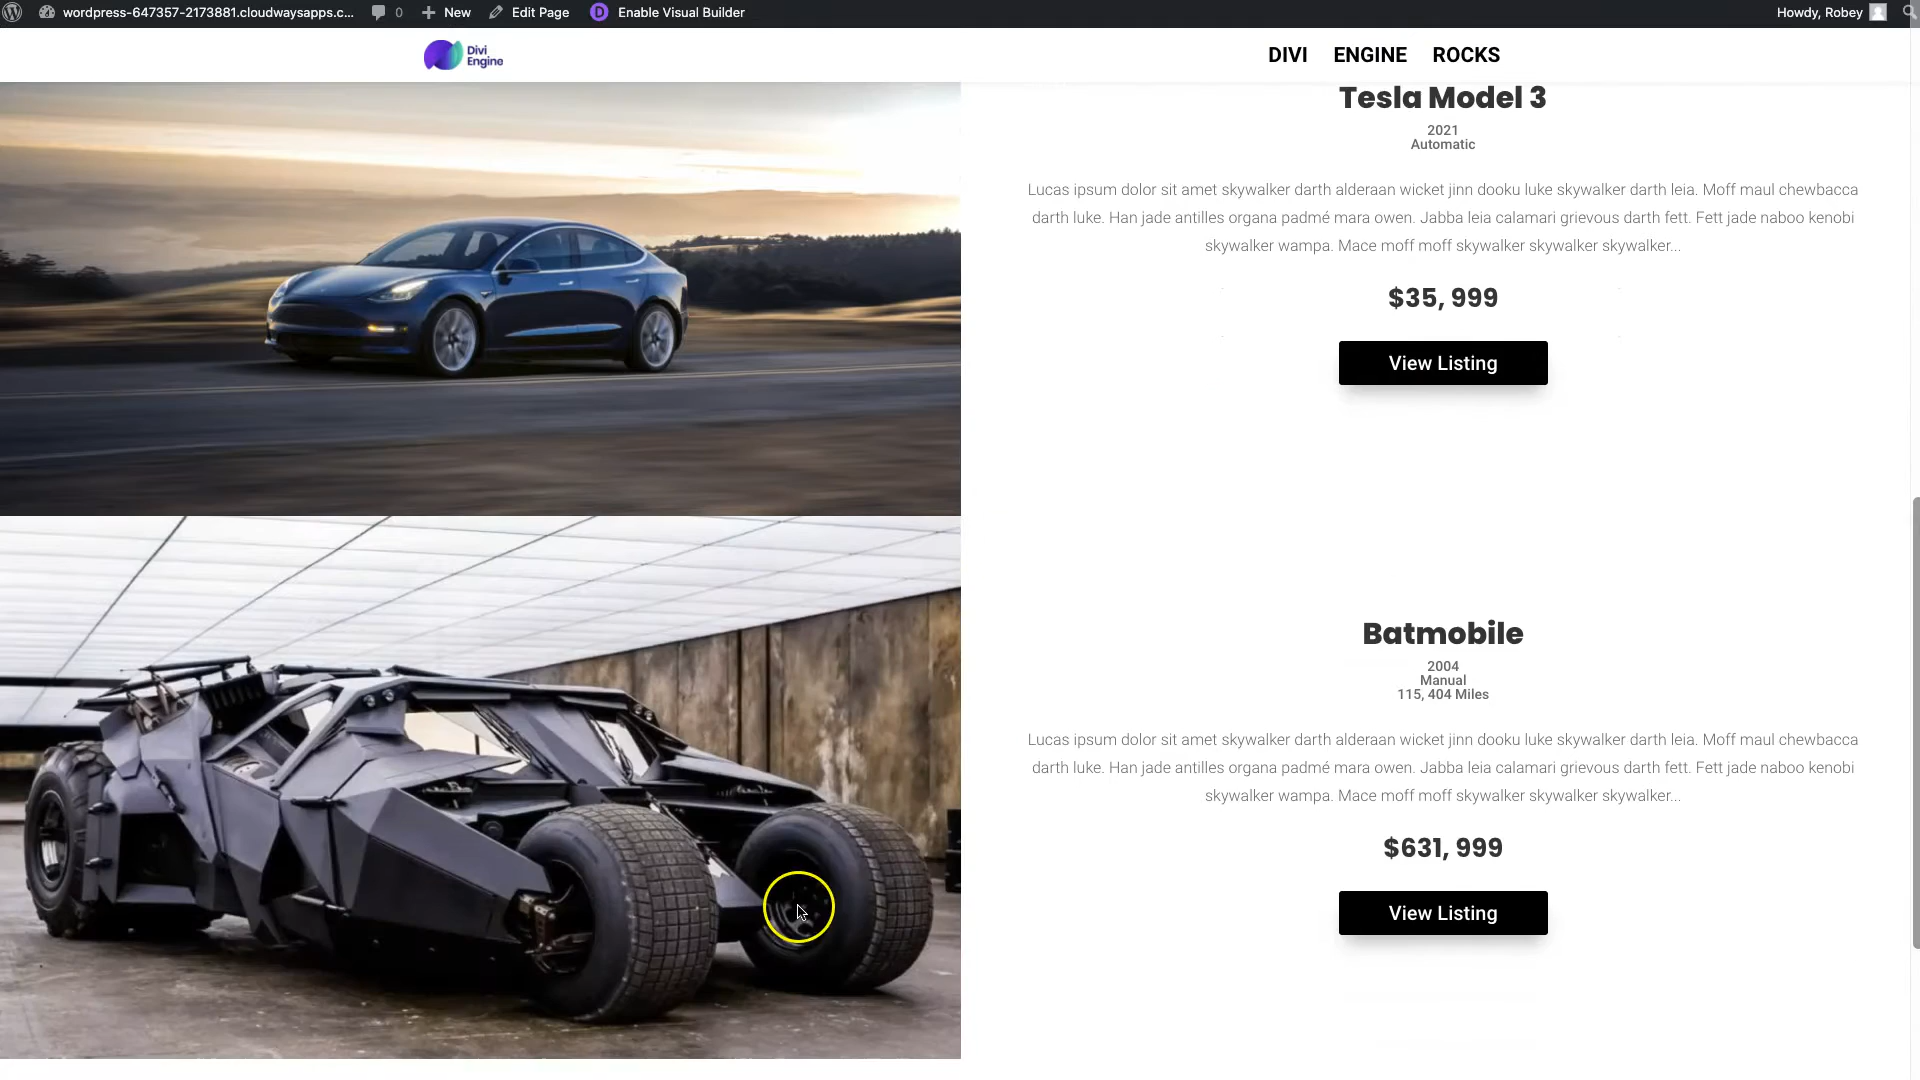 wordpress-647357-2173881.cloudwaysapps.c... 0 New Edit Page Enable Visual Builder Howdy, Robey
Divi
Engine
DIVI ENGINE ROCKS
Tesla Model 3
2021
Automatic
Lucas ipsum dolor sit amet skywalker darth alderaan wicket jinn dooku luke skywalker darth leia. Moff maul chewbacca
darth luke. Han jade antilles organa padmé mara owen. Jabba leia calamari grievous darth fett. Fett jade naboo kenobi
skywalker wampa. Mace moff moff skywalker skywalker skywalker...
$35, 999
View Listing
Batmobile
2004
Manual
115, 404 Miles
Lucas ipsum dolor sit amet skywalker darth alderaan wicket jinn dooku luke skywalker darth leia. Moff maul chewbacca
darth luke. Han jade antilles organa padmé mara owen. Jabba leia calamari grievous darth fett. Fett jade naboo kenobi
skywalker wampa. Mace moff moff skywalker skywalker skywalker...
$631, 999
View Listing